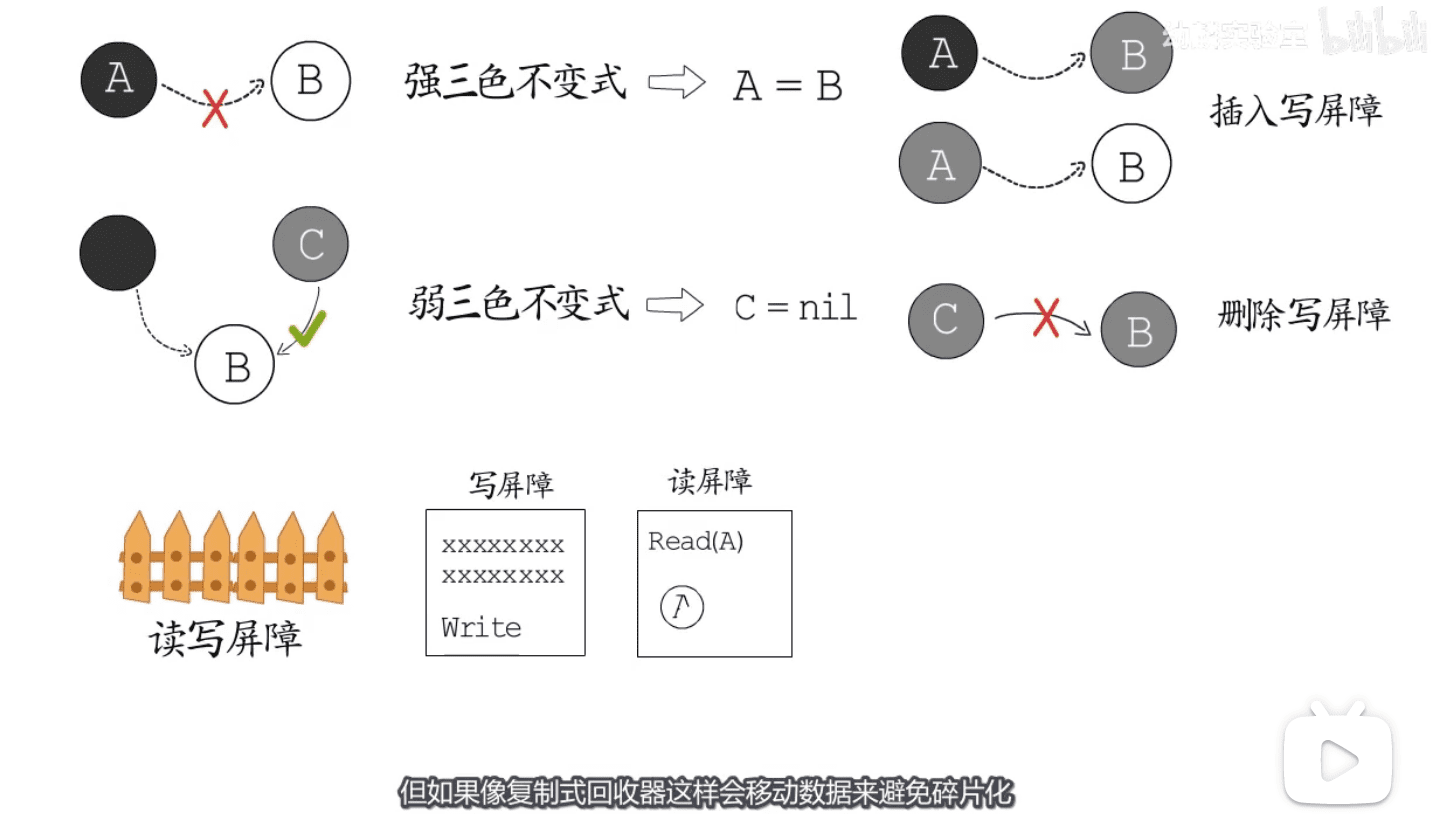 A
B
强三色不变式
A = B
A
B
插入写屏障
A
B
C
B
弱三色不变式
C = nil
C
B
删除写屏障
读写屏障
写屏障
xxxxxxxx
xxxxxxxx
Write
读屏障
Read(A)
A
但如果像复制式回收器这样会移动数据来避免碎片化
bilibili